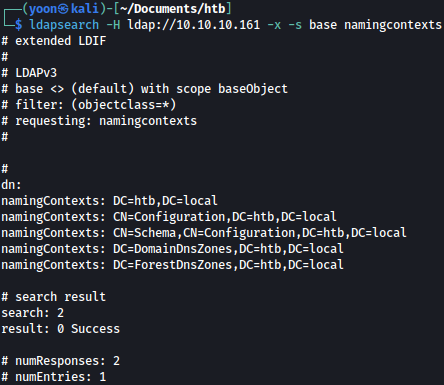 ┌──(yoon㉿kali)-[~/Documents/htb]
└─$ ldapsearch -H ldap://10.10.10.161 -x -s base namingcontexts
# extended LDIF
#
# LDAPv3
# base <> (default) with scope baseObject
# filter: (objectclass=*)
# requesting: namingcontexts
#

#
dn:
namingContexts: DC=htb,DC=local
namingContexts: CN=Configuration,DC=htb,DC=local
namingContexts: CN=Schema,CN=Configuration,DC=htb,DC=local
namingContexts: DC=DomainDnsZones,DC=htb,DC=local
namingContexts: DC=ForestDnsZones,DC=htb,DC=local

# search result
search: 2
result: 0 Success

# numResponses: 2
# numEntries: 1